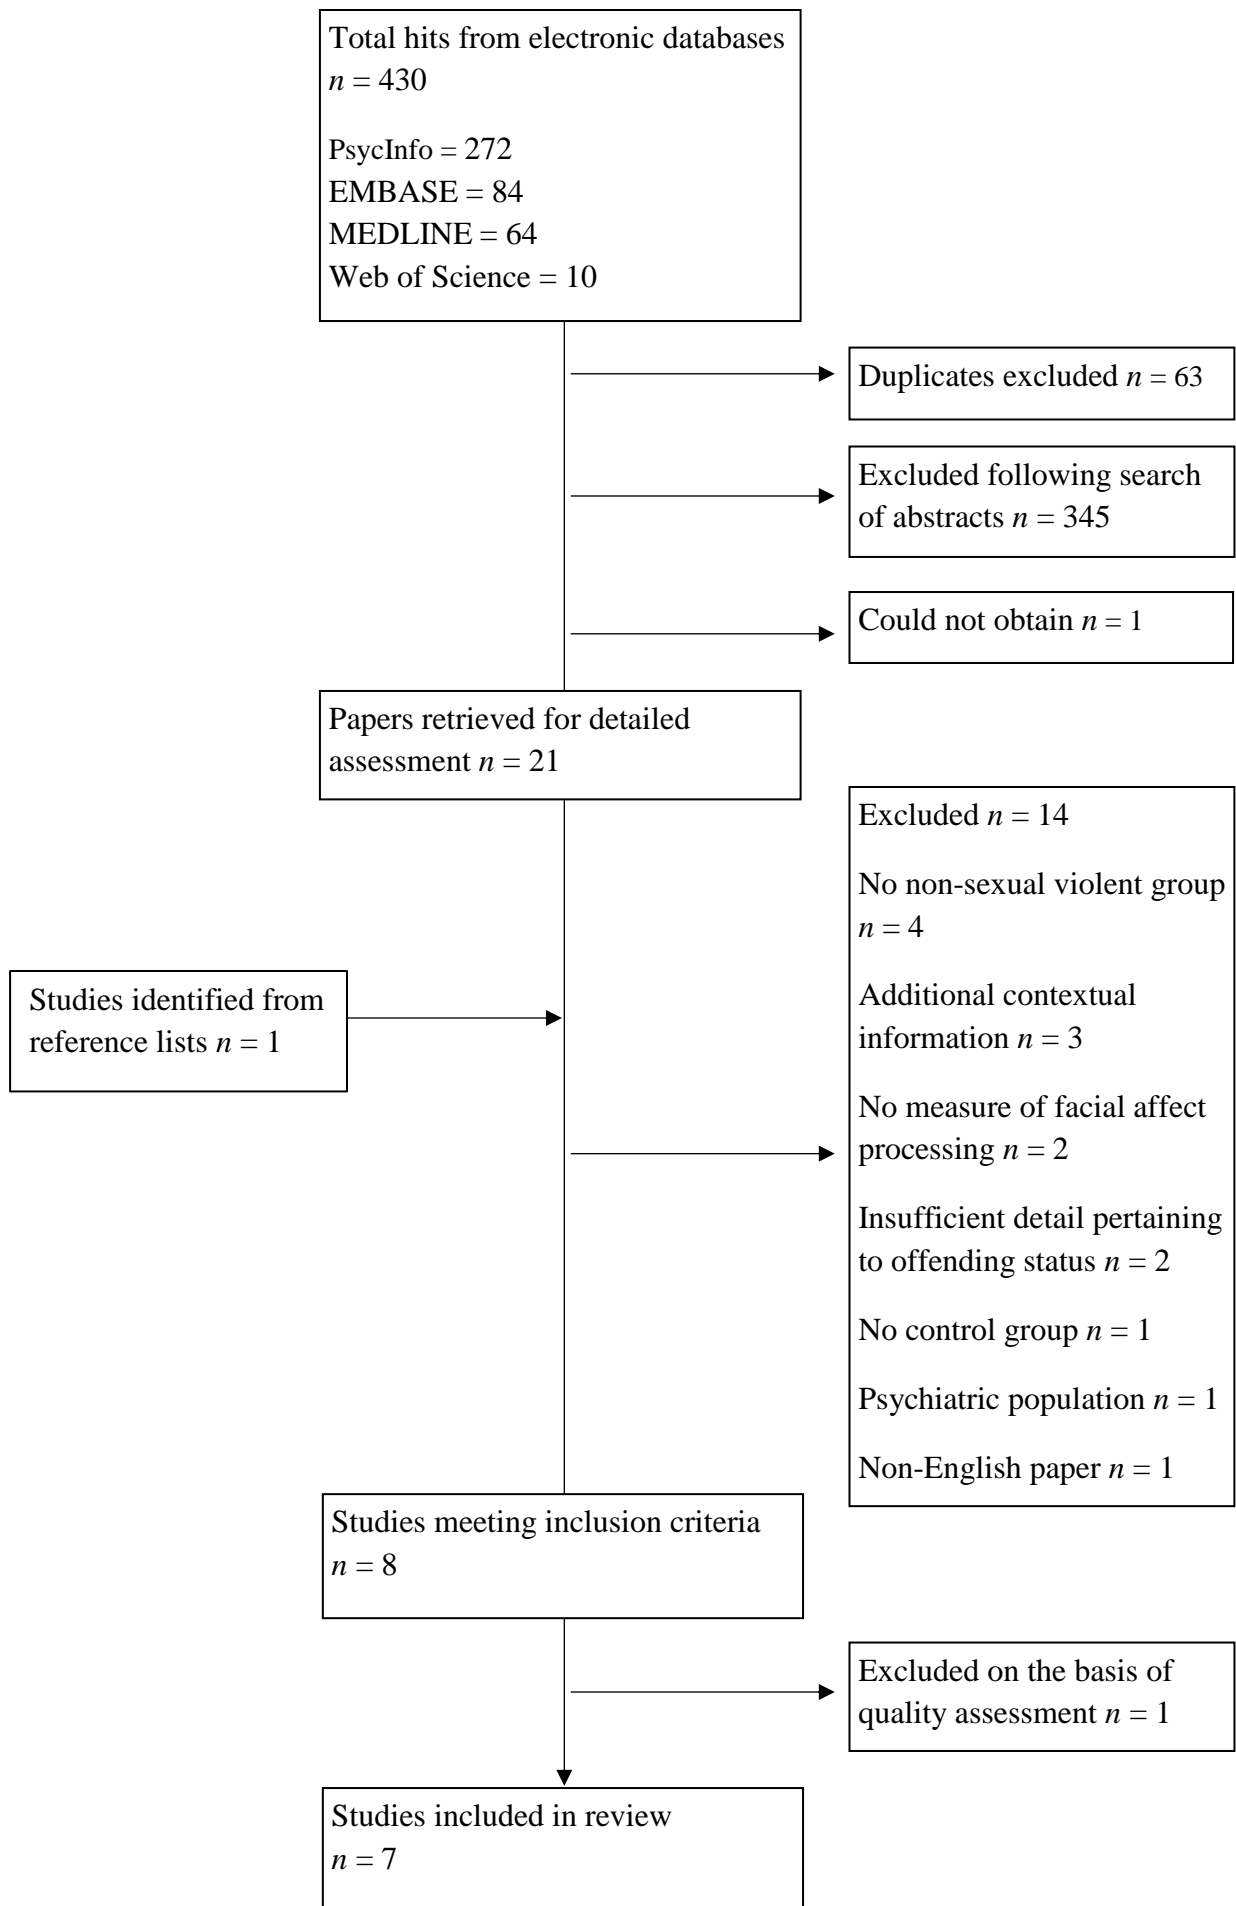 Total hits from electronic databases
n = 430
PsycInfo = 272
EMBASE = 84
MEDLINE = 64
Web of Science = 10
Duplicates excluded n = 63
Excluded following search
of abstracts n = 345
Could not obtain n = 1
Papers retrieved for detailed
assessment n = 21
Excluded n = 14
No non-sexual violent group
n = 4
Additional contextual
information n = 3
No measure of facial affect
processing n = 2
Insufficient detail pertaining
to offending status n = 2
No control group n = 1
Psychiatric population n = 1
Non-English paper n = 1
Studies identified from
reference lists n = 1
Studies meeting inclusion criteria
n = 8
Excluded on the basis of
quality assessment n = 1
Studies included in review
n = 7